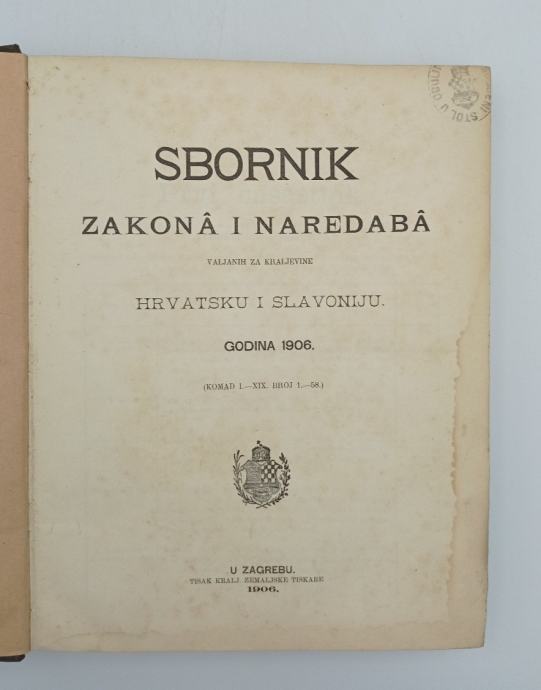 SBORNIK
ZAKONÂ I NAREDABÂ
VALJANIH ZA KRALJEVINE
HRVATSKU I SLAVONIJU.
GODINA 1906.
(KOMAD I.—XIX. BROJ 1.—58.)
U ZAGREBU.
TISAK KRALJ. ZEMALJSKE TISKARE
1906.
STOL U